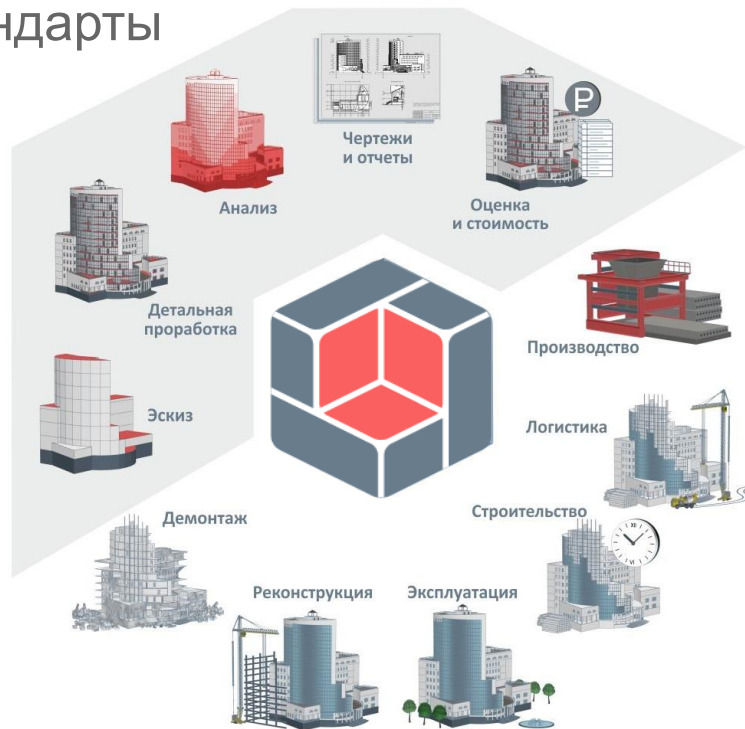 ндарты
Чертежи
и отчеты
Анализ
Оценка
и стоимость
Детальная
проработка
Производство
Эскиз
Логистика
Демонтаж
Строительство
Реконструкция
Эксплуатация